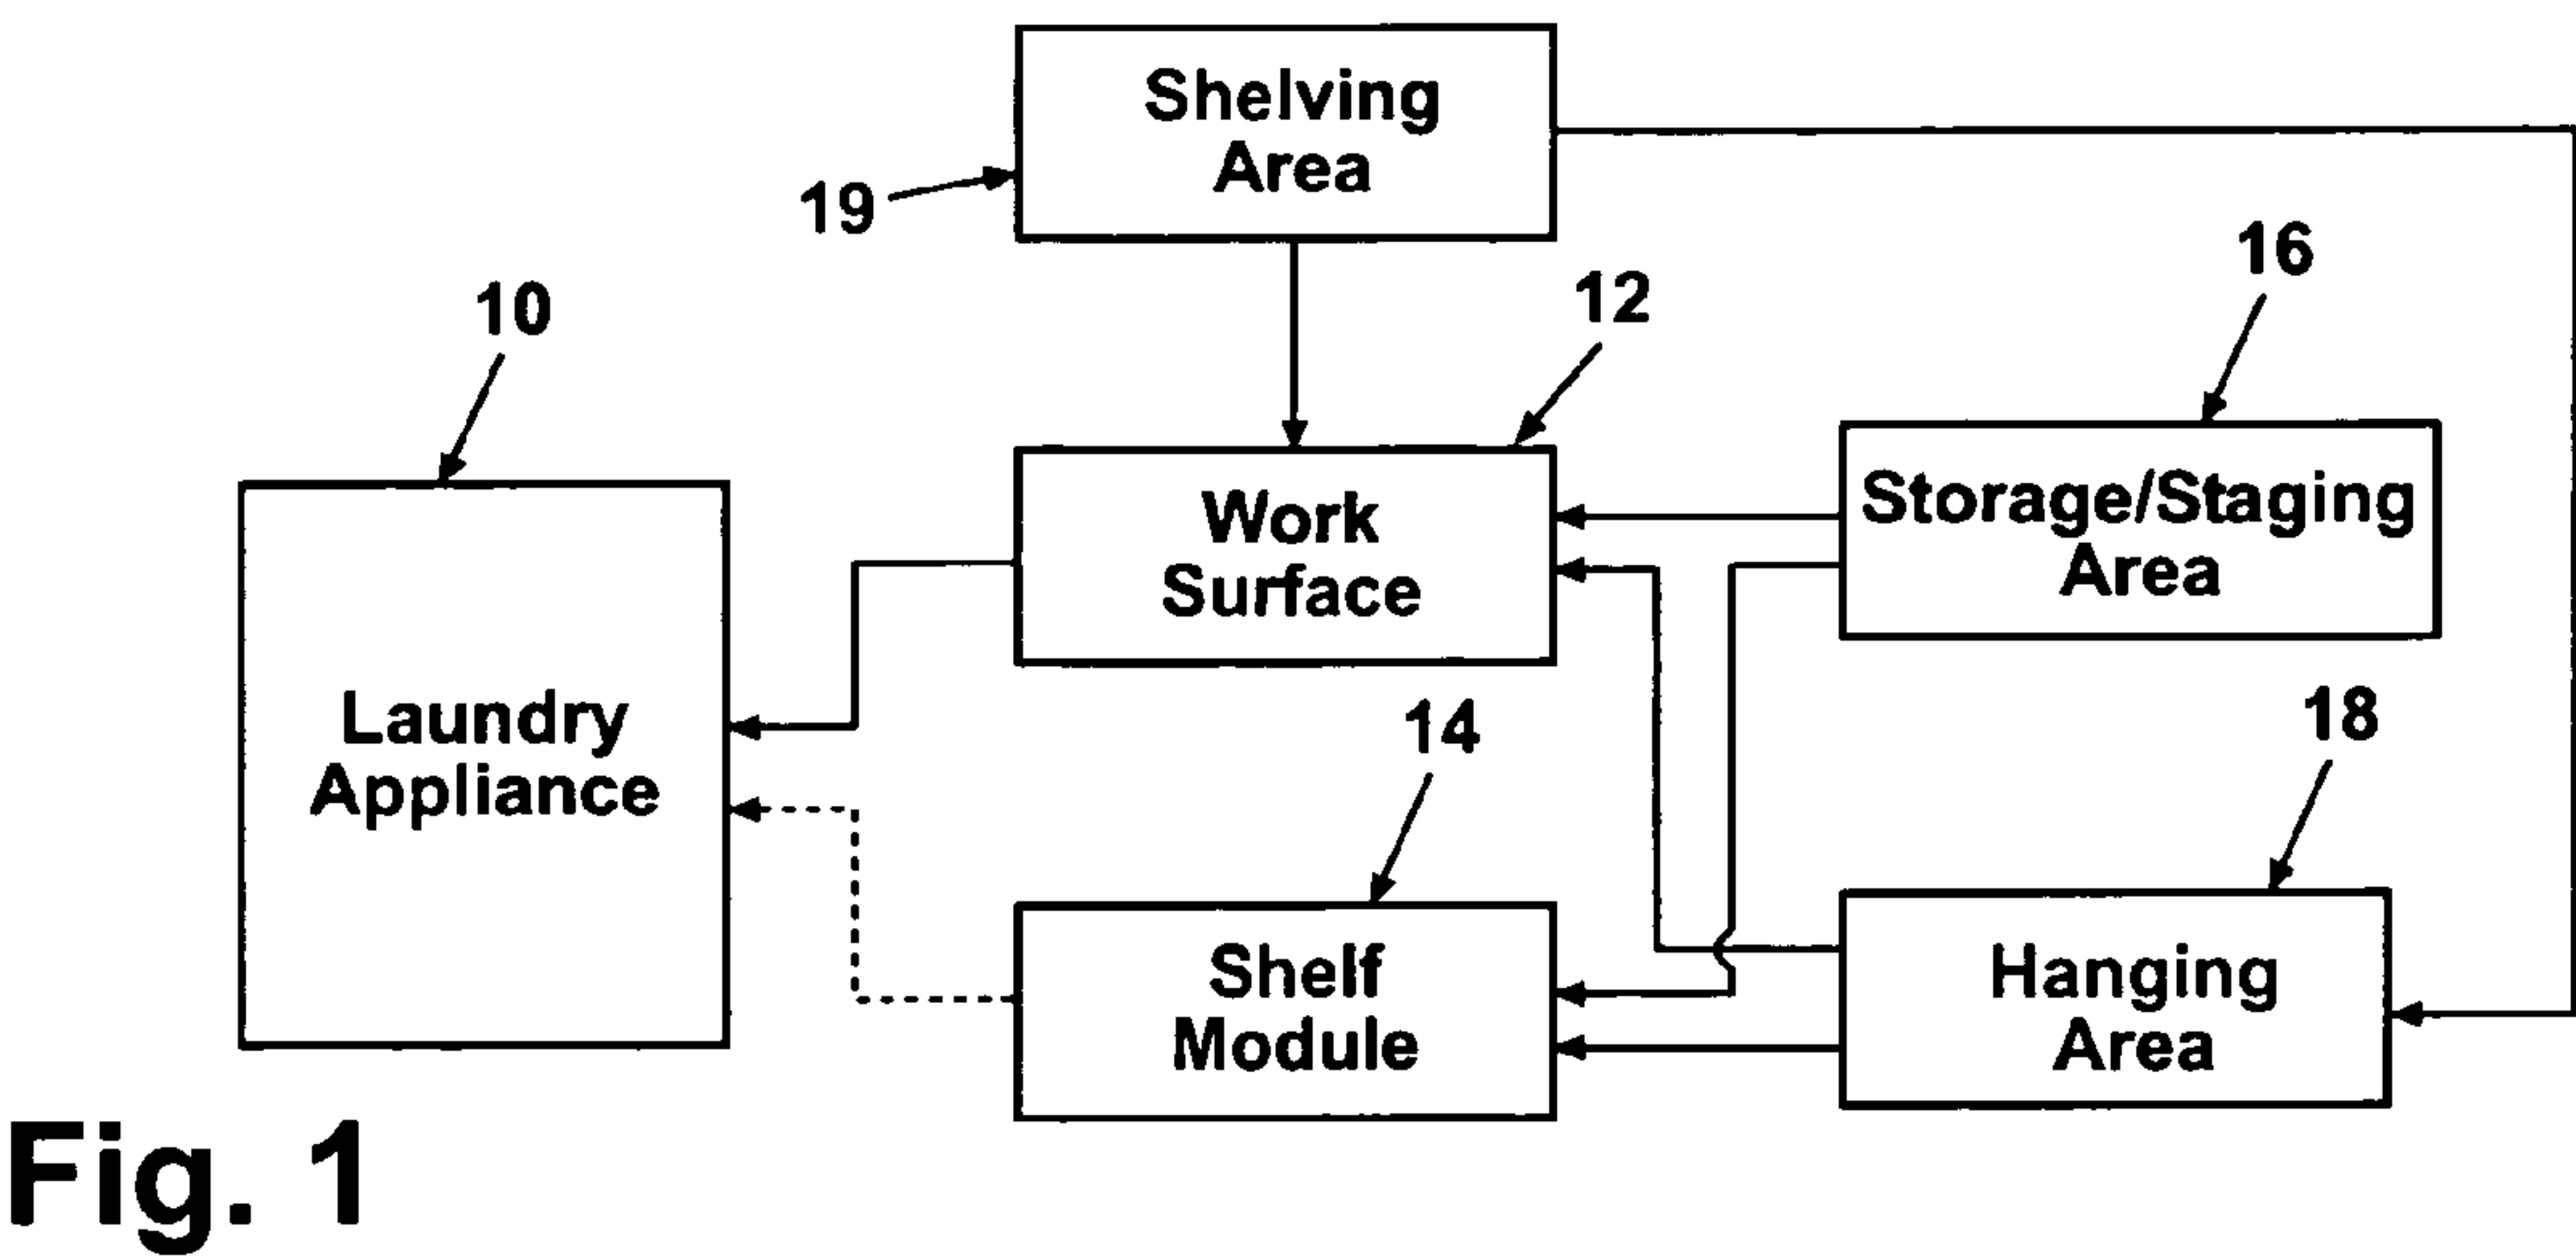 Shelving
Area
19
16
12
10
Work
Surface
Storage/Staging
Area
Laundry
Appliance
14
18
Shelf
Module
Hanging
Area
Fig. 1